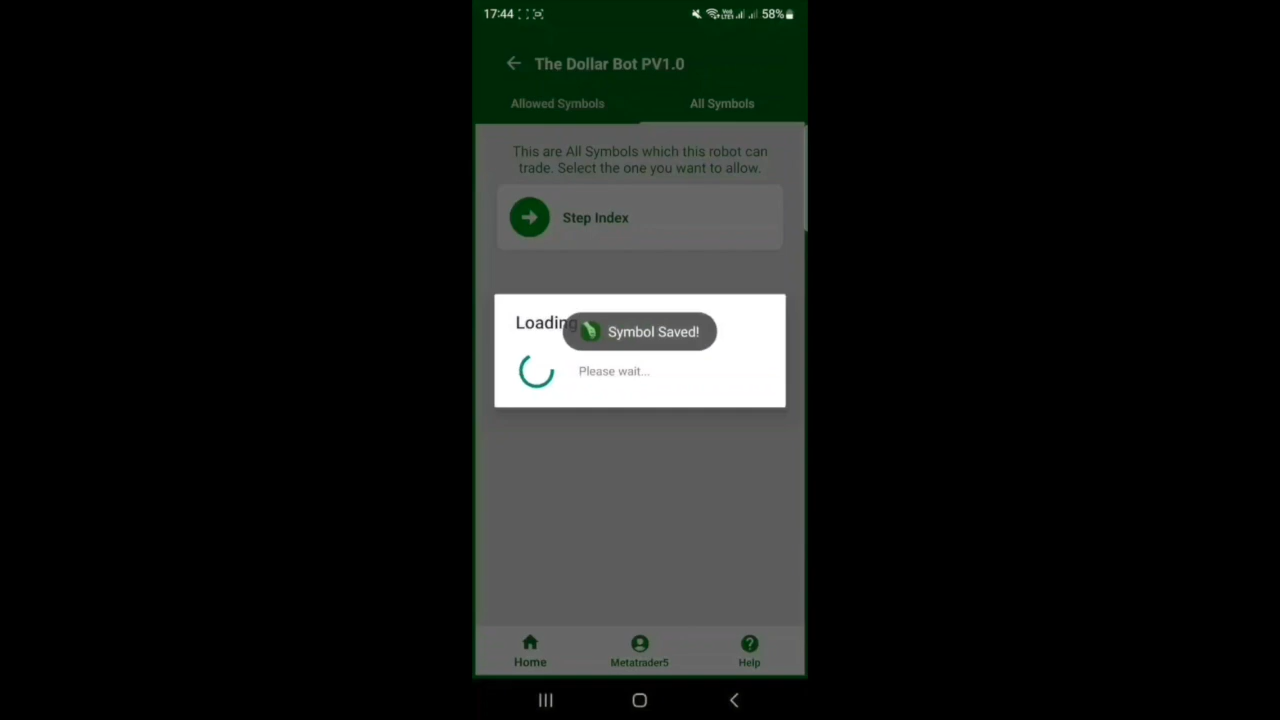 17:44
58%
The Dollar Bot PV1.0
Allowed Symbols
All Symbols
This are All Symbols which this robot can
trade. Select the one you want to allow.
Step Index
Loading
Symbol Saved!
Please wait...
Home
Metatrader5
Help